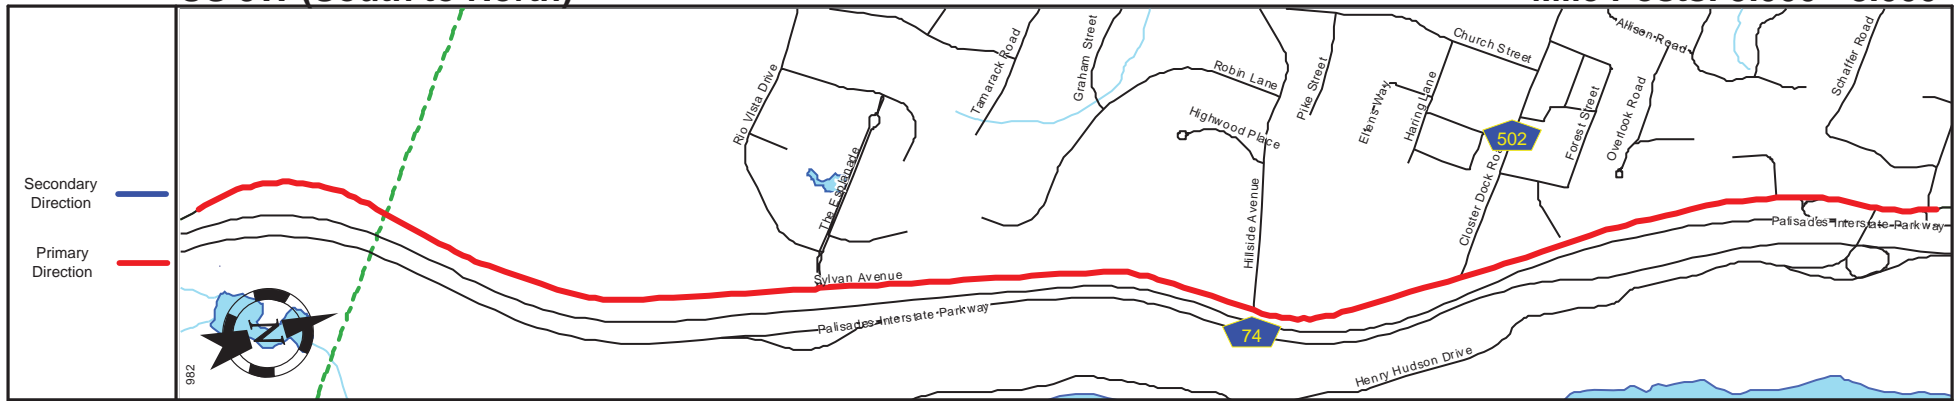 Secondary
Direction
Primary
Direction
982
Rio Vista Drive
The Esplanade
Tamarack Road
Graham Street
Robin Lane
Highwood Place
Pike Street
Hillside Avenue
Ellens Way
Haring Lane
Church Street
502
Closter Dock Road
Forest Street
Overlook Road
Allison Road
Schaffer Road
Sylvan Avenue
Palisades Interstate Parkway
Palisades Interstate Parkway
74
Henry Hudson Drive
N